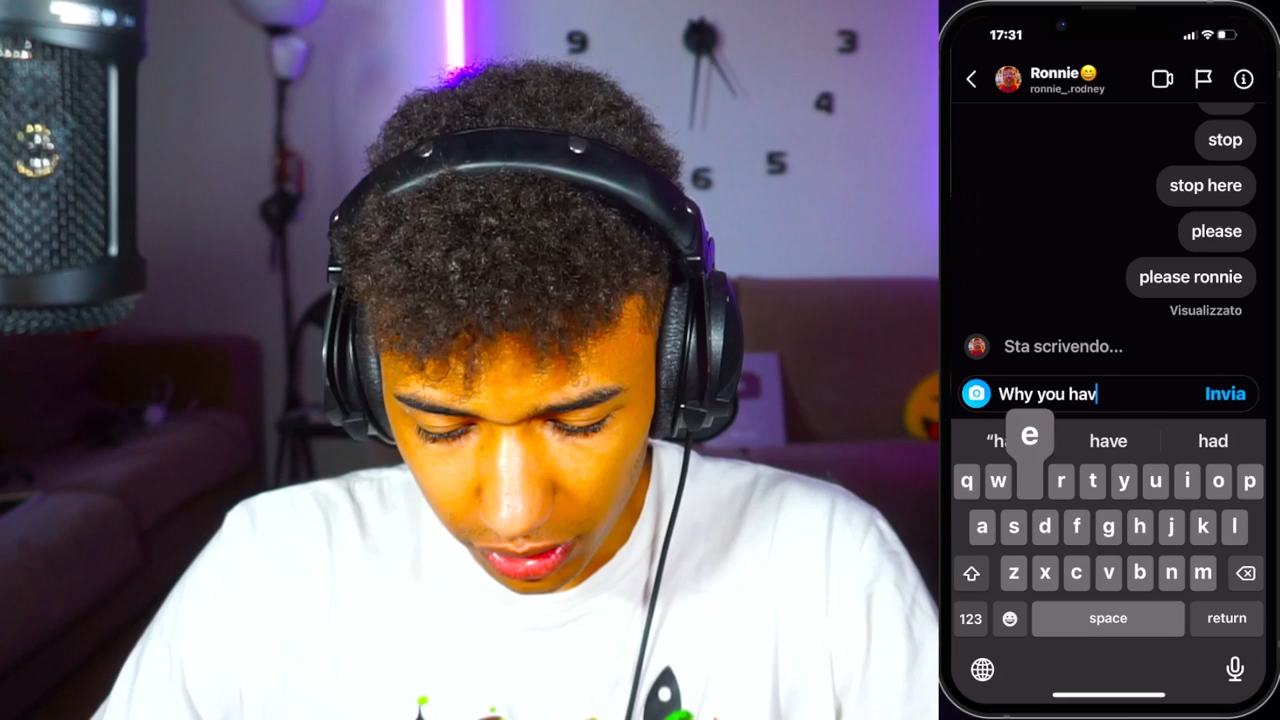 9
3
4
5
6
17:31
Ronnie😄
ronnie_.rodney
stop
stop here
please
please ronnie
Visualizzato
Sta scrivendo...
Why you hav
Invia
e
have
had
q w r t y u i o p
a s d f g h j k l
z x c v b n m
123
space
return